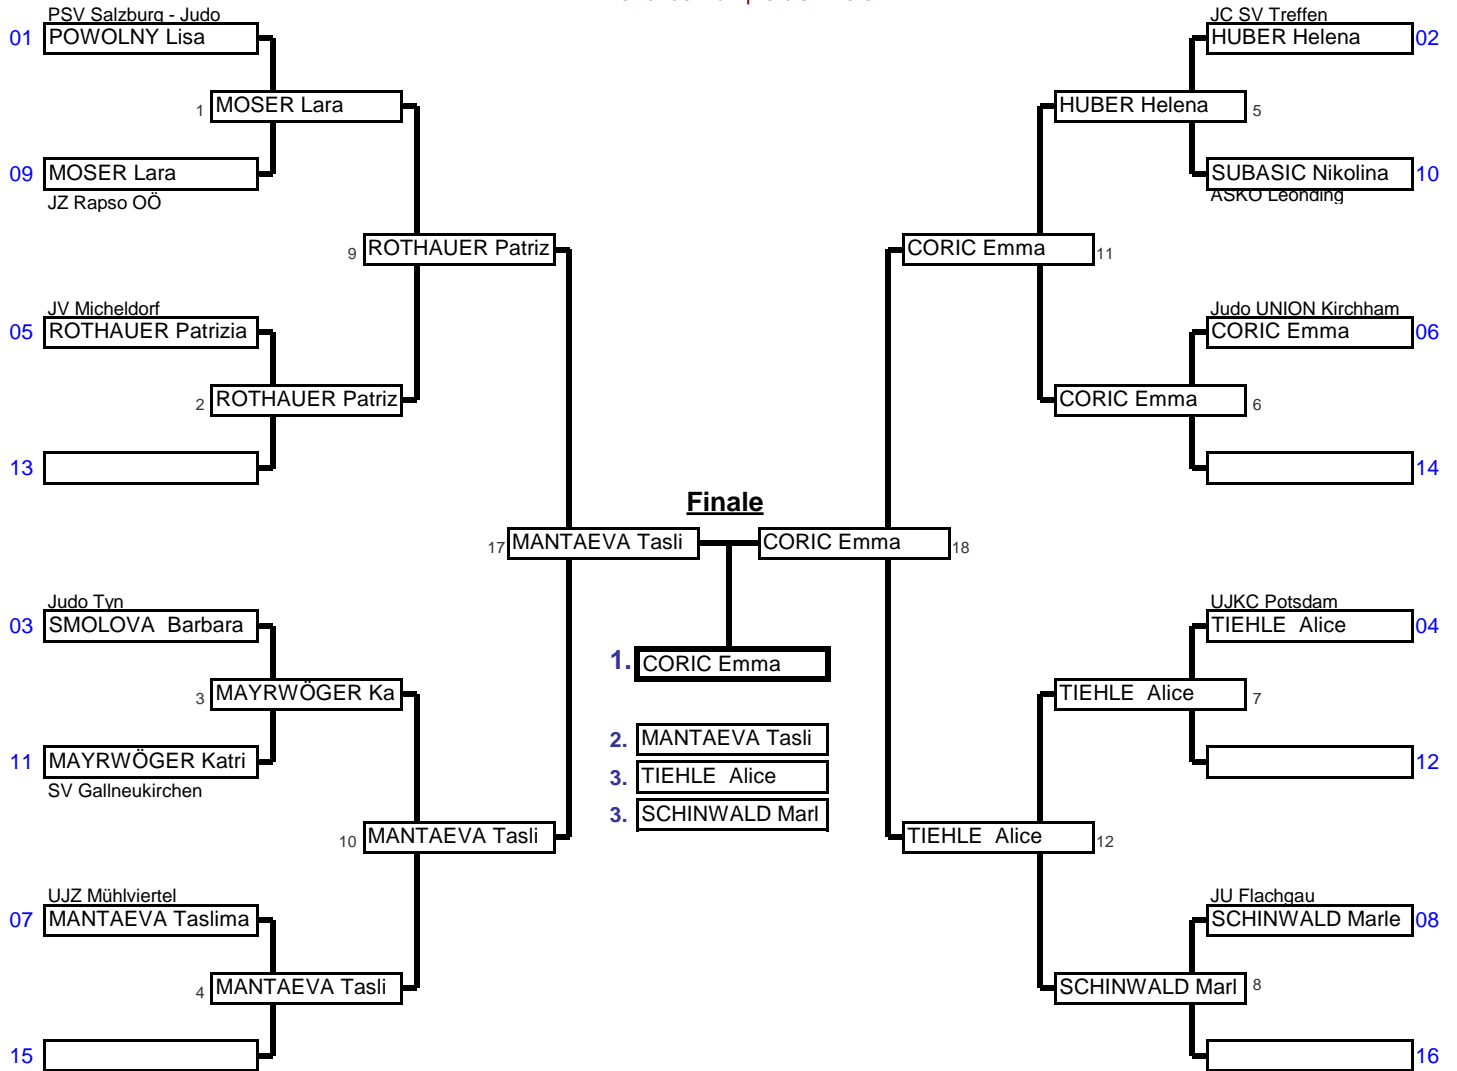 PSV Salzburg - Judo
01 POWOLNY Lisa
1 MOSER Lara
09 MOSER Lara
JZ Rapso OÖ
9 ROTHAUER Patriz
JV Micheldorf
05 ROTHAUER Patrizia
2 ROTHAUER Patriz
13
17 MANTAEVA Tasli
Judo Tyn
03 SMOLOVA Barbara
3 MAYRWÖGER Ka
11 MAYRWÖGER Katri
SV Gallneukirchen
10 MANTAEVA Tasli
UJZ Mühlviertel
07 MANTAEVA Taslima
4 MANTAEVA Tasli
15
Finale
1. CORIC Emma
2. MANTAEVA Tasli
3. TIEHLE Alice
3. SCHINWALD Marl
JC SV Treffen
HUBER Helena 02
HUBER Helena 5
SUBASIC Nikolina 10
ASKÖ Leonding
CORIC Emma 11
Judo UNION Kirchham
CORIC Emma 06
CORIC Emma 6
14
CORIC Emma 18
UJKC Potsdam
TIEHLE Alice 04
TIEHLE Alice 7
12
TIEHLE Alice 12
JU Flachgau
SCHINWALD Marle 08
SCHINWALD Marl 8
16